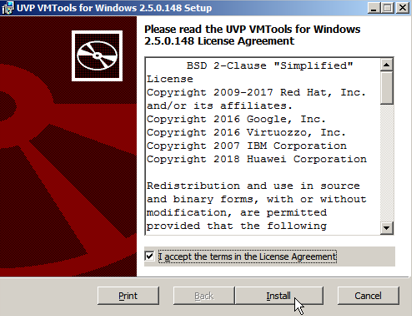 UVP VMTools for Windows 2.5.0.148 Setup
Please read the UVP VMTools for Windows
2.5.0.148 License Agreement
BSD 2-Clause "Simplified"
License
Copyright 2009-2017 Red Hat, Inc.
and/or its affiliates.
Copyright 2016 Google, Inc.
Copyright 2016 Virtuozzo, Inc.
Copyright 2007 IBM Corporation
Copyright 2018 Huawei Corporation
Redistribution and use in source
and binary forms, with or without
modification, are permitted
provided that the following
I accept the terms in the License Agreement
Print Back Install Cancel